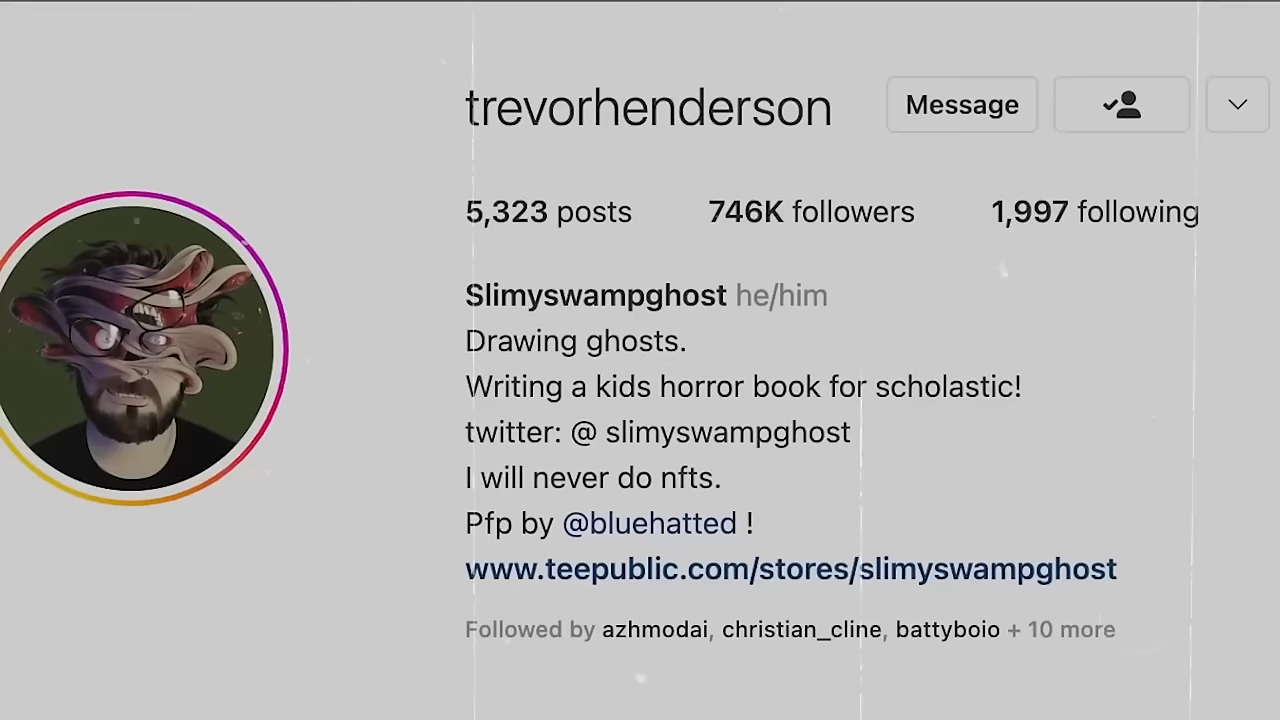 trevorhenderson Message
5,323 posts 746K followers 1,997 following
Slimyswampghost he/him
Drawing ghosts.
Writing a kids horror book for scholastic!
twitter: @ slimyswampghost
I will never do nfts.
Pfp by @bluehatted !
www.teepublic.com/stores/slimyswampghost
Followed by azhmodai, christian_cline, battyboio + 10 more